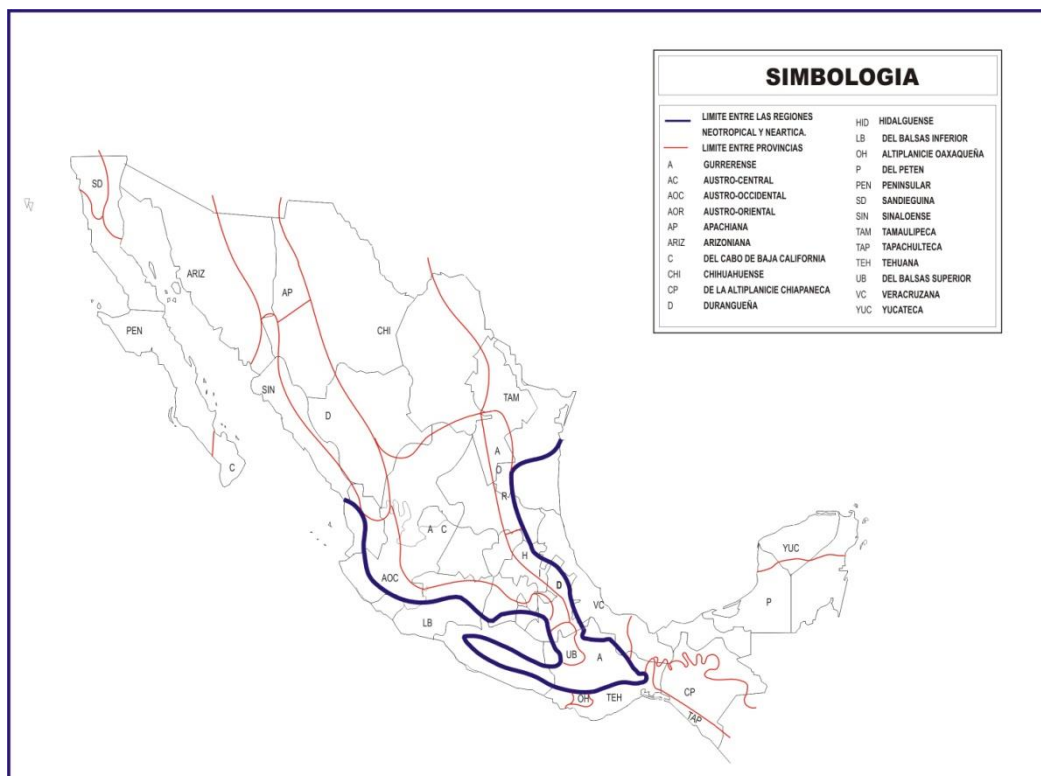 SIMBOLOGIA
LIMITE ENTRE LAS REGIONES
NEOTROPICAL Y NEARTICA.
LIMITE ENTRE PROVINCIAS
A GURRERENSE
AC AUSTRO-CENTRAL
AOC AUSTRO-OCCIDENTAL
AOR AUSTRO-ORIENTAL
AP APACHIANA
ARIZ ARIZONIANA
C DEL CABO DE BAJA CALIFORNIA
CHI CHIHUAHUENSE
CP DE LA ALTIPLANICIE CHIAPANECA
D DURANGUEÑA
HID HIDALGUENSE
LB DEL BALSAS INFERIOR
OH ALTIPLANICIE OAXAQUEÑA
P DEL PETEN
PEN PENINSULAR
SD SANDIEGUINA
SIN SINALOENSE
TAM TAMAULIPECA
TAP TAPACHULTECA
TEH TEHUANA
UB DEL BALSAS SUPERIOR
VC VERACRUZANA
YUC YUCATECA
SD
ARIZ
AP
PEN
CHI
SIN
D
TAM
C
A
O
R
A C
H
I
D
YUC
AOC
P
VC
LB
UB
A
OH
TEH
CP
TAP